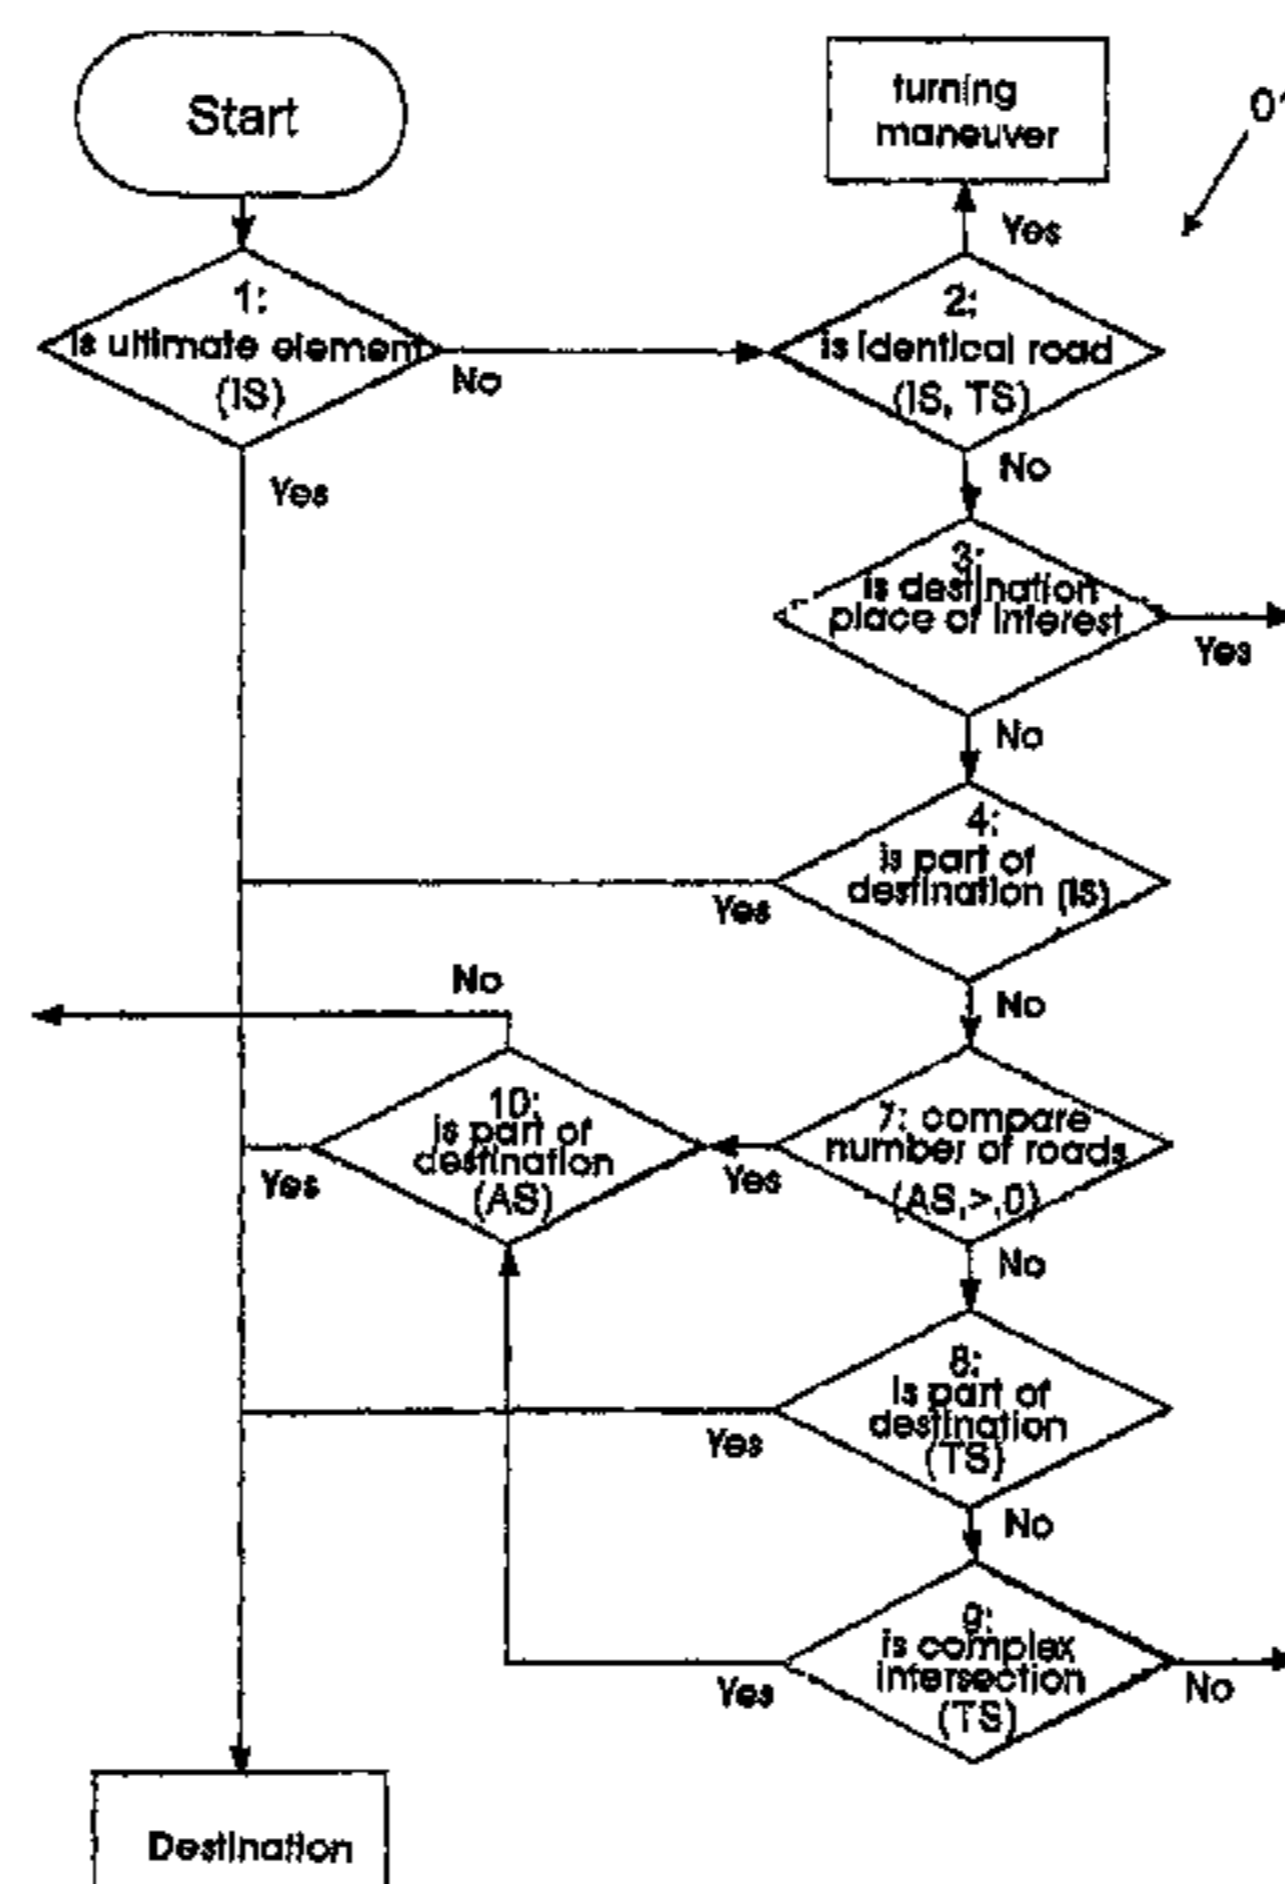 Start
turning
maneuver
01
Yes
1:
is ultimate element
(IS)
No
2:
is identical road
(IS, TS)
Yes
No
3:
is destination
place of interest
Yes
No
4:
is part of
destination (IS)
Yes
No
No
10:
is part of
destination
(AS)
Yes
Yes
7: compare
number of roads
(AS,>,0)
No
8:
is part of
destination
(TS)
Yes
No
9:
is complex
intersection
(TS)
Yes
No
Destination